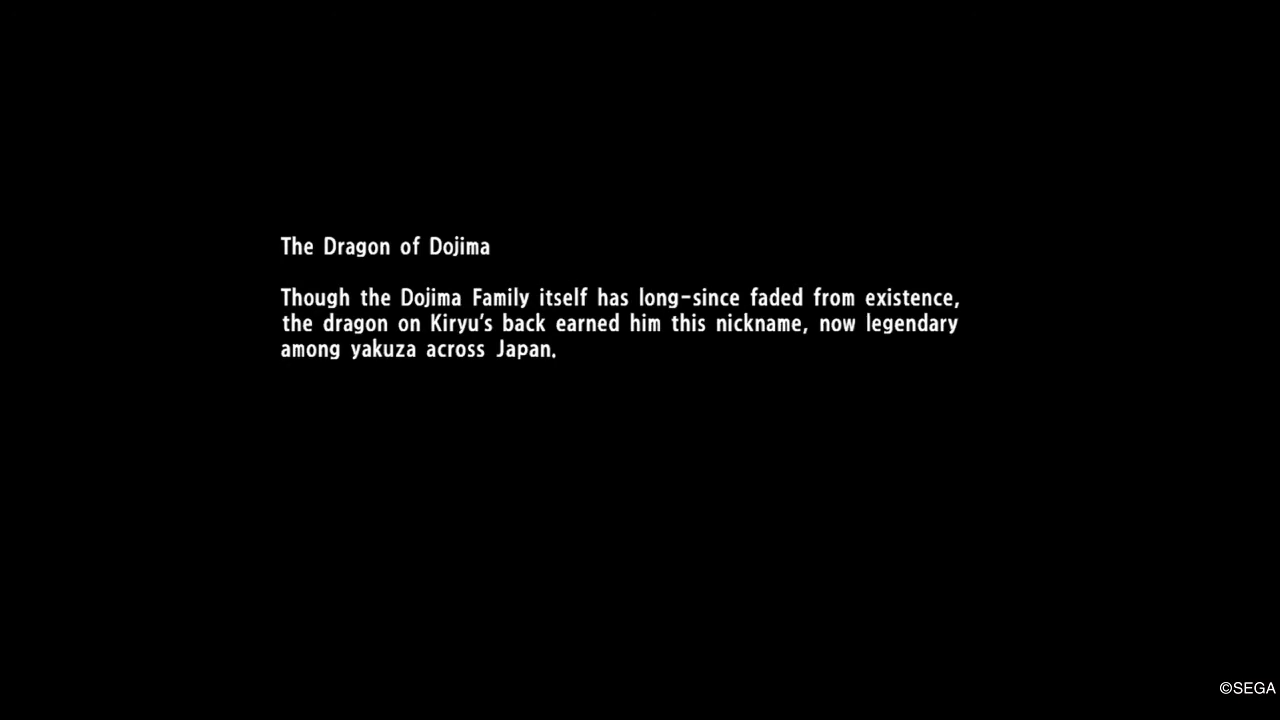 The Dragon of Dojima
Though the Dojima Family itself has long-since faded from existence,
the dragon on Kiryu's back earned him this nickname, now legendary
among yakuza across Japan.
©SEGA